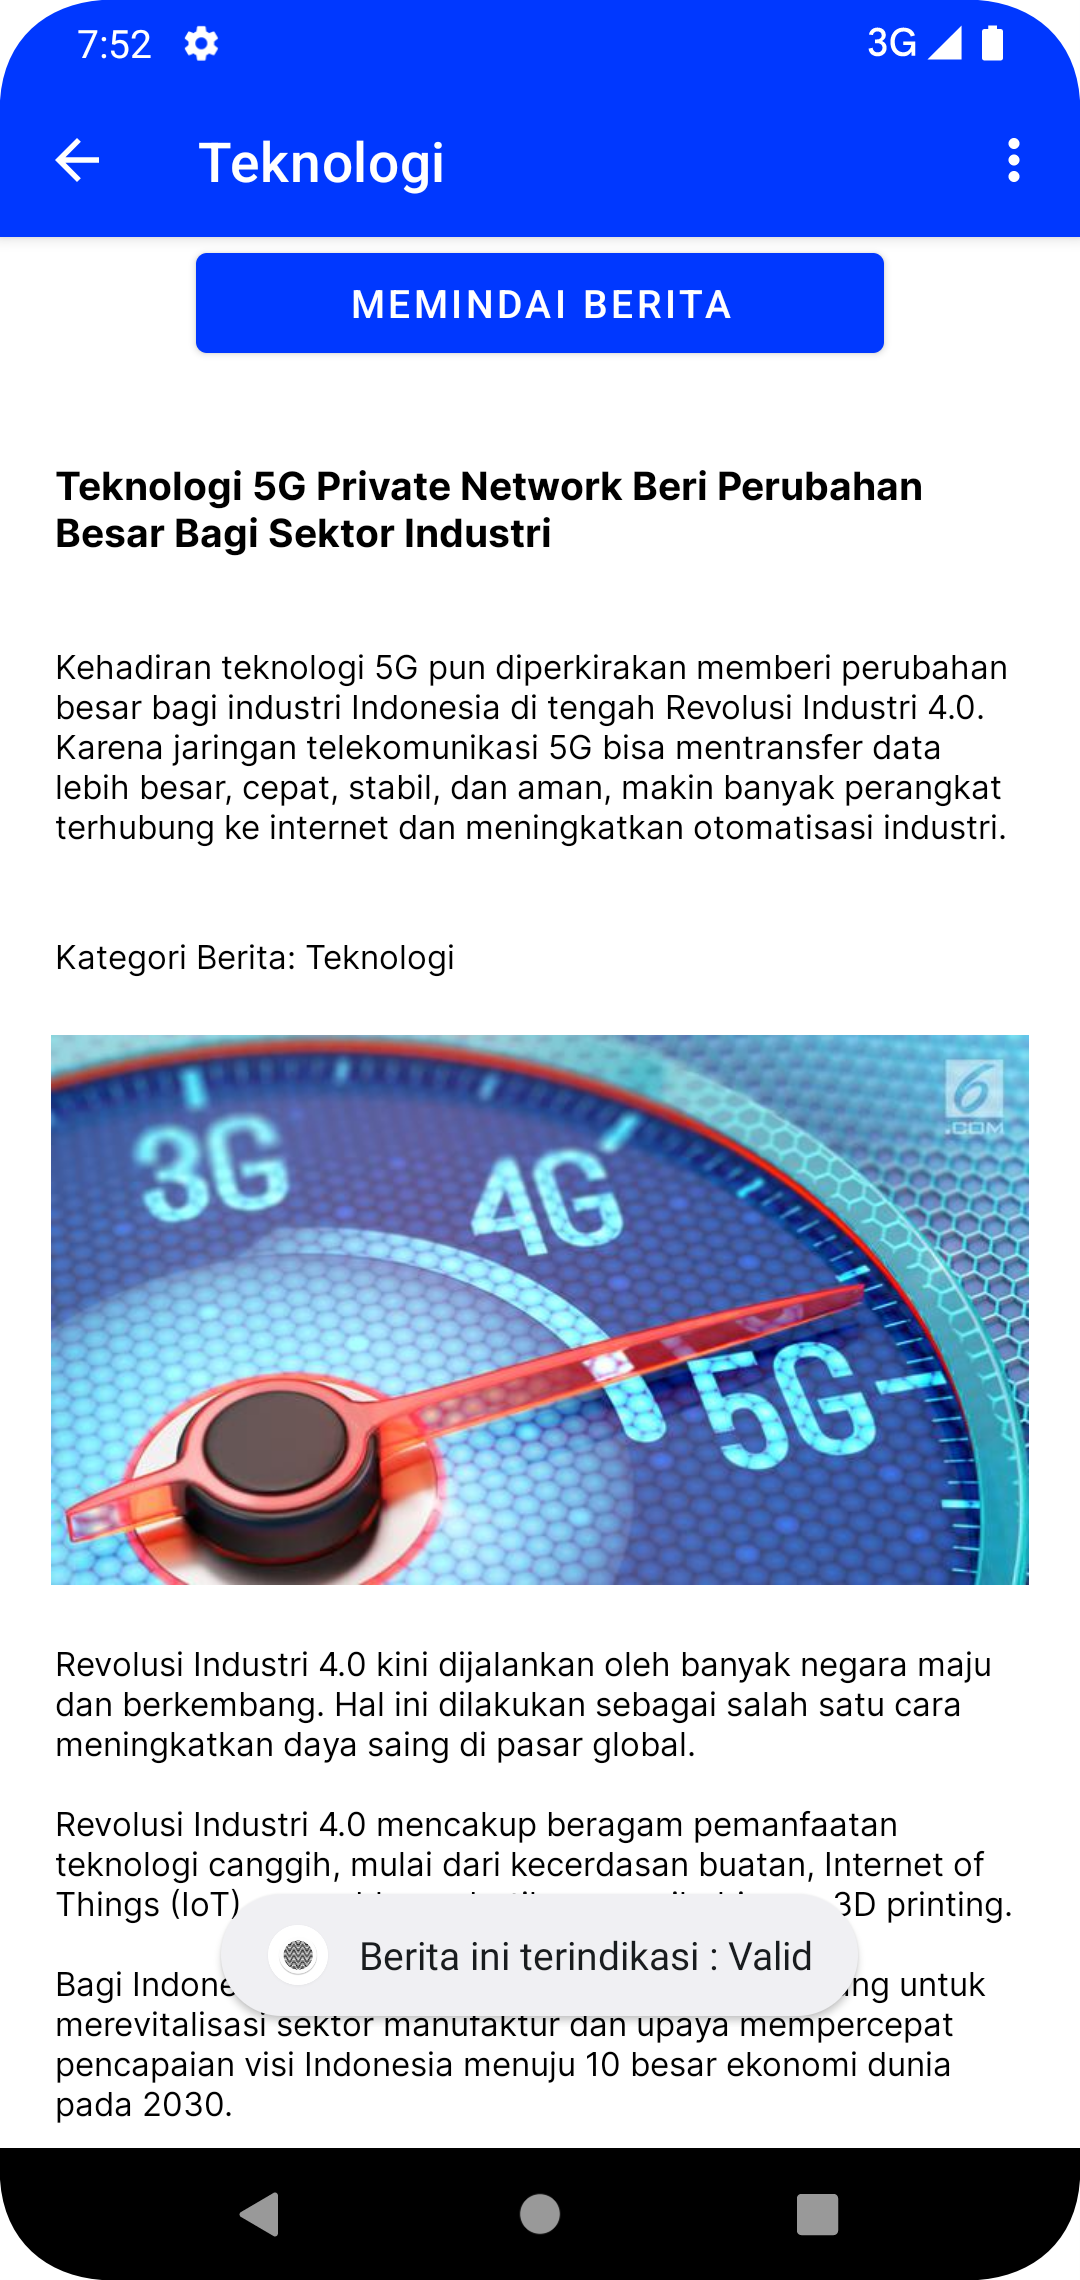 7:52 3G
Teknologi
MEMINDAI BERITA
Teknologi 5G Private Network Beri Perubahan
Besar Bagi Sektor Industri
Kehadiran teknologi 5G pun diperkirakan memberi perubahan
besar bagi industri Indonesia di tengah Revolusi Industri 4.0.
Karena jaringan telekomunikasi 5G bisa mentransfer data
lebih besar, cepat, stabil, dan aman, makin banyak perangkat
terhubung ke internet dan meningkatkan otomatisasi industri.
Kategori Berita: Teknologi
6
.COM
3G
4G
5G
Revolusi Industri 4.0 kini dijalankan oleh banyak negara maju
dan berkembang. Hal ini dilakukan sebagai salah satu cara
meningkatkan daya saing di pasar global.
Revolusi Industri 4.0 mencakup beragam pemanfaatan
teknologi canggih, mulai dari kecerdasan buatan, Internet of
Things (IoT) 3D printing.
Berita ini terindikasi : Valid
Bagi untuk
merevitalisasi sektor manufaktur dan upaya mempercepat
pencapaian visi Indonesia menuju 10 besar ekonomi dunia
pada 2030.